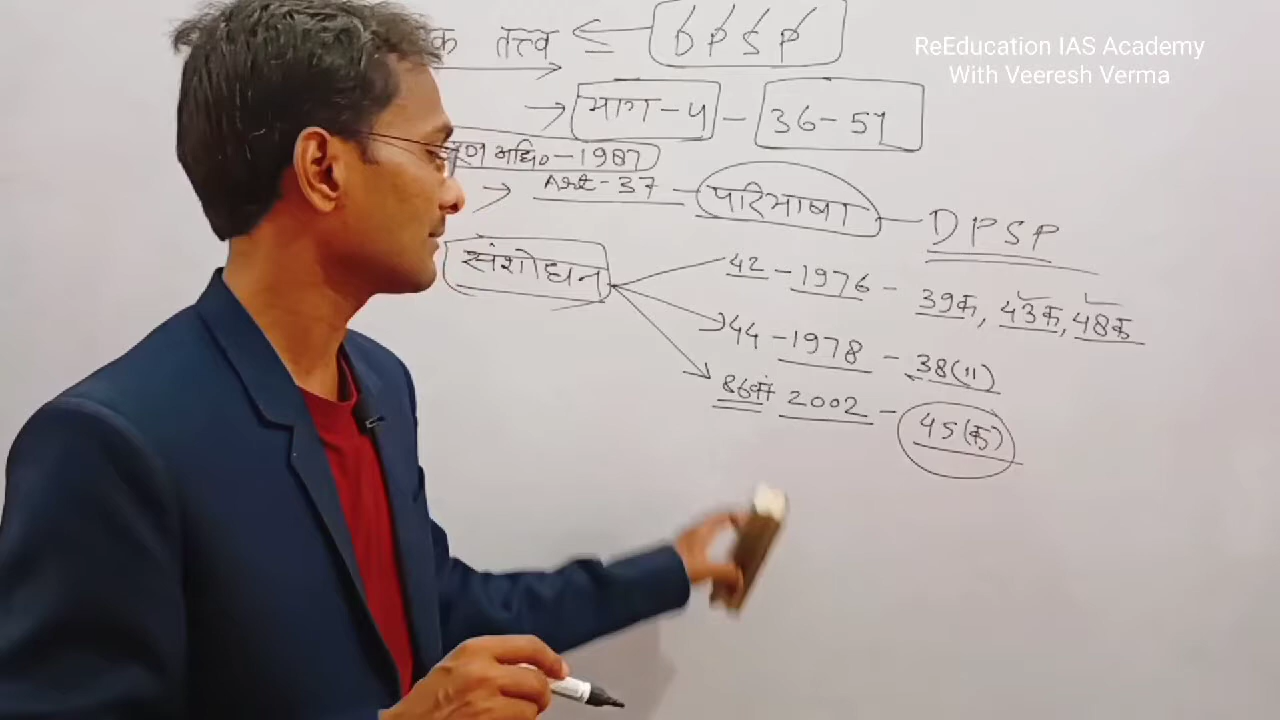 क तत्त्व ← DPSP
ReEducation IAS Academy
With Veeresh Verma
→ भाग-4 - 36-51
अधि०-1987
→ Art-37 - परिभाषा - DPSP
संशोधन
42 - 1976 - 39क, 43क, 48क
44 - 1978 - 38(॥)
86वां 2002 - 45(क)